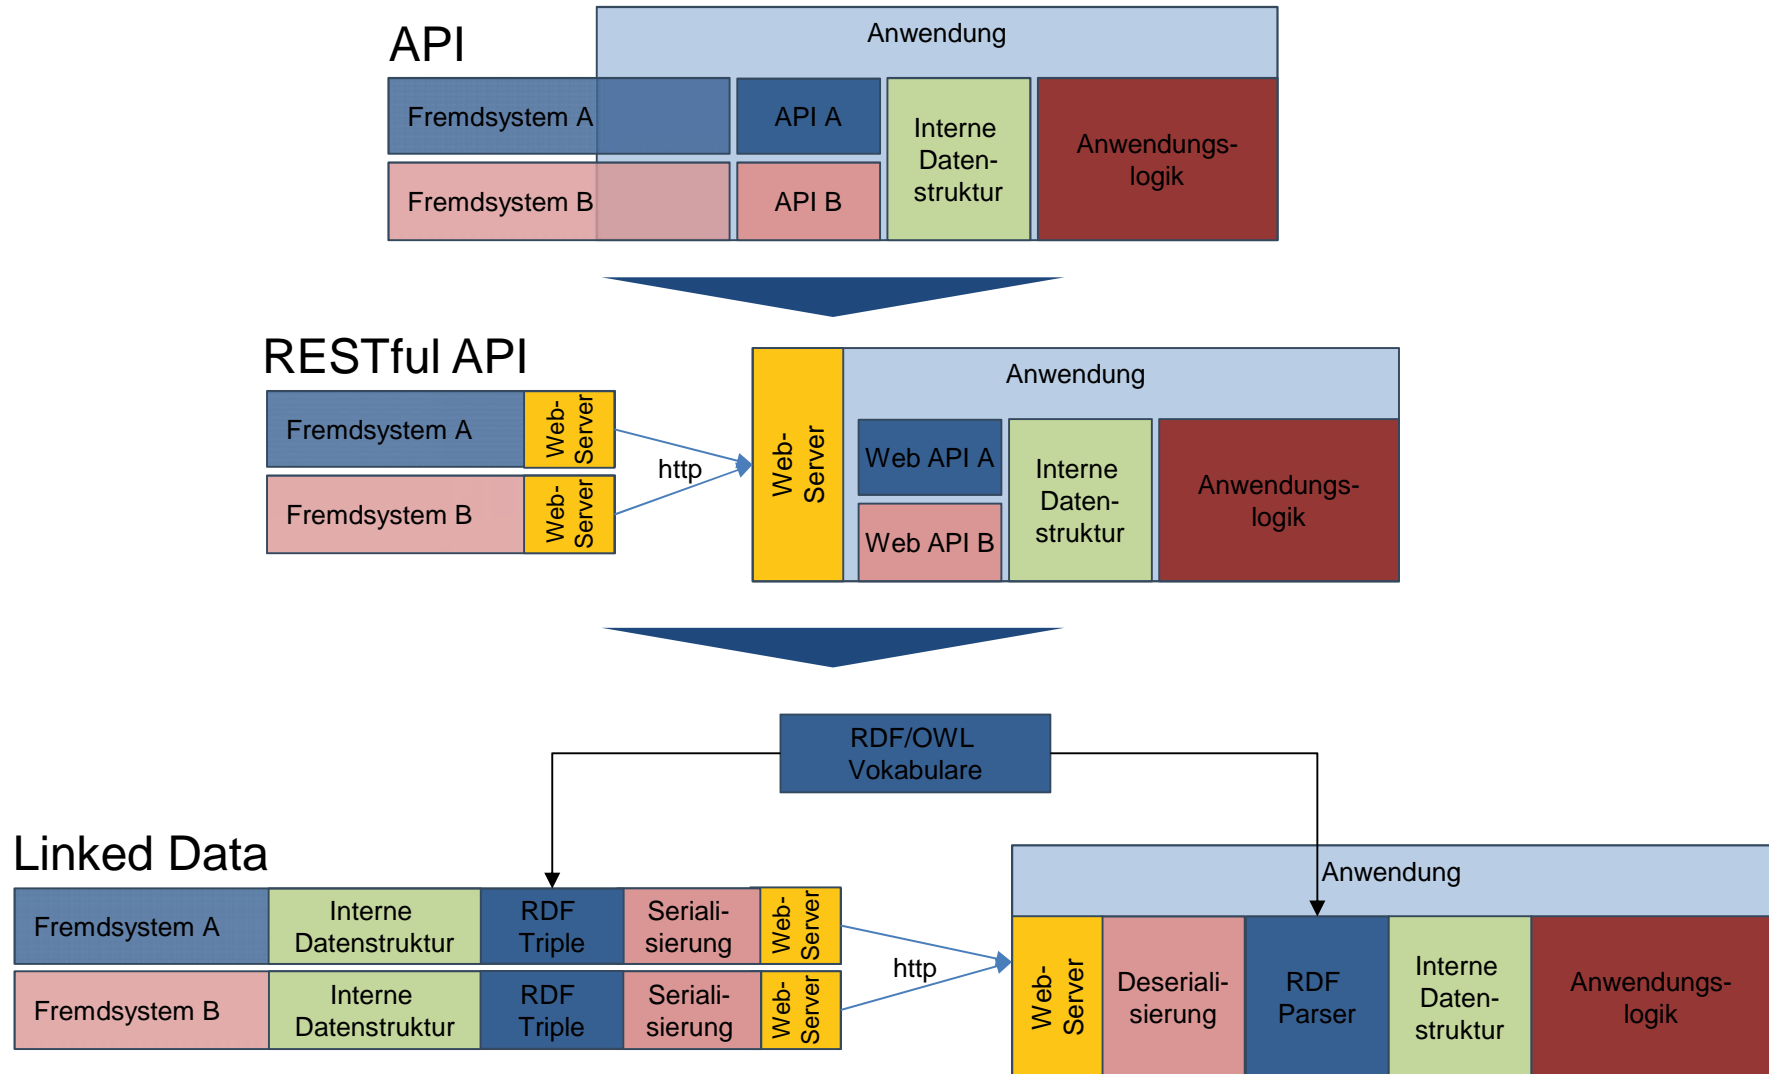 API
Anwendung
Fremdsystem A
API A
Interne
Daten-
struktur
Anwendungs-
logik
Fremdsystem B
API B
RESTful API
Anwendung
Fremdsystem A
Web-
Server
http
Web-
Server
Web API A
Interne
Daten-
struktur
Anwendungs-
logik
Fremdsystem B
Web-
Server
Web API B
RDF/OWL
Vokabulare
Linked Data
Anwendung
Fremdsystem A
Interne
Datenstruktur
RDF
Triple
Seriali-
sierung
Web-
Server
http
Fremdsystem B
Interne
Datenstruktur
RDF
Triple
Seriali-
sierung
Web-
Server
Web-
Server
Deseriali-
sierung
RDF
Parser
Interne
Daten-
struktur
Anwendungs-
logik